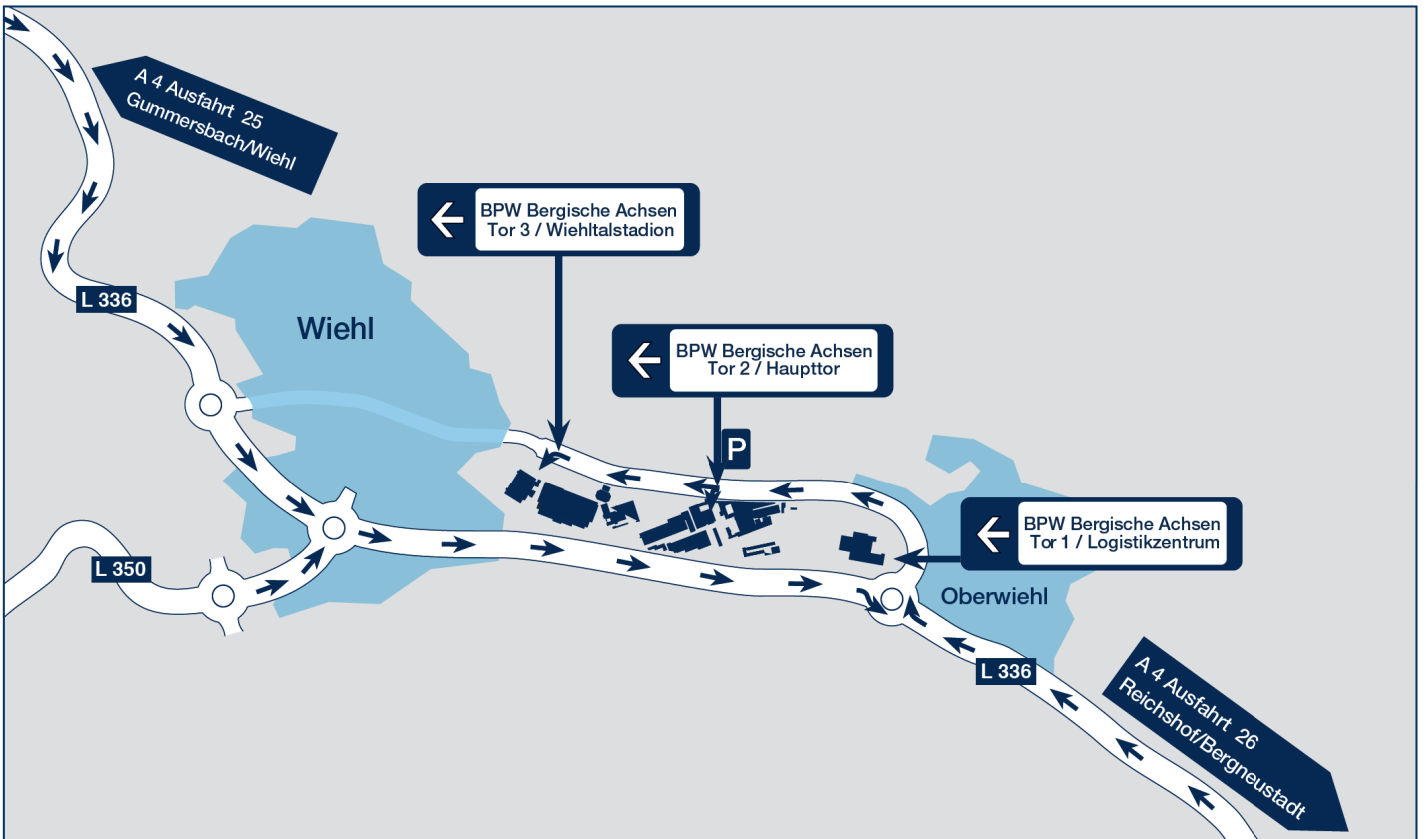 A 4 Ausfahrt 25
Gummersbach/Wiehl
BPW Bergische Achsen
Tor 3 / Wiehltalstadion
L 336
Wiehl
BPW Bergische Achsen
Tor 2 / Haupttor
P
BPW Bergische Achsen
Tor 1 / Logistikzentrum
L 350
Oberwiehl
L 336
A 4 Ausfahrt 26
Reichshof/Bergneustadt